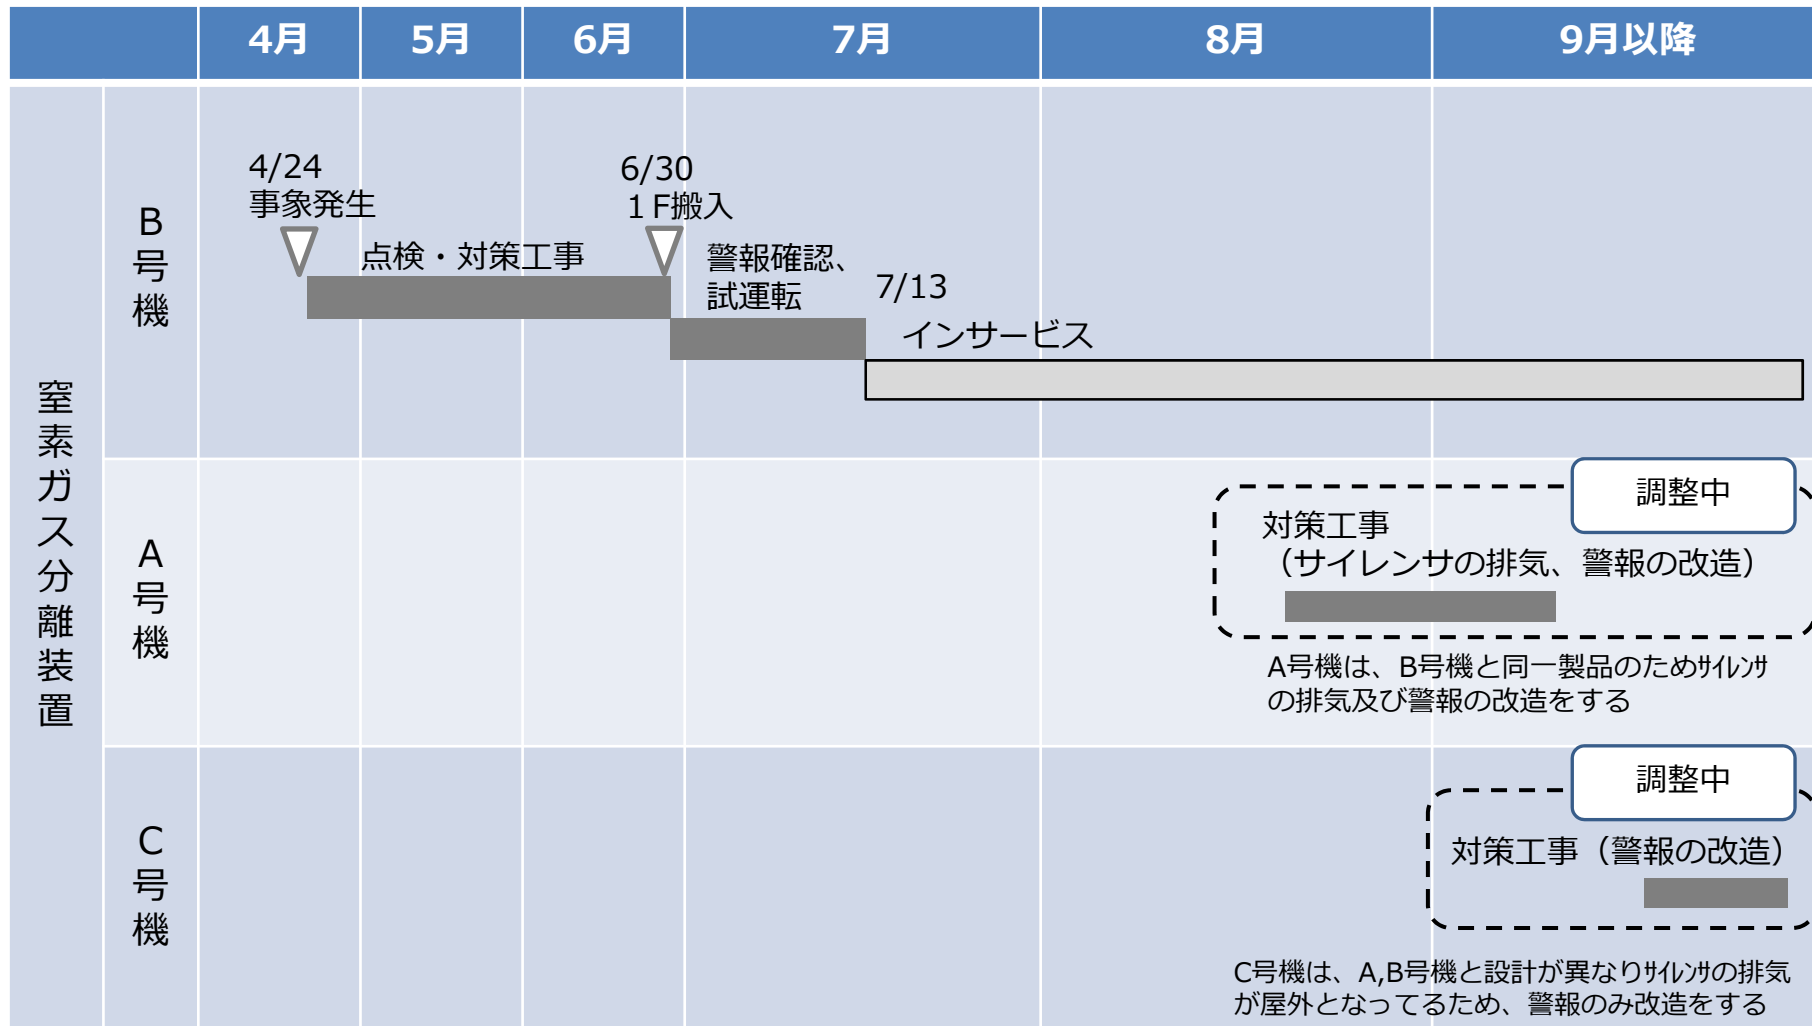 4月 5月 6月 7月 8月 9月以降
窒素ガス分離装置
B号機
4/24
事象発生
点検・対策工事
6/30
１F搬入
警報確認、
試運転
7/13
インサービス
A号機
調整中
対策工事
（サイレンサの排気、警報の改造）
A号機は、B号機と同一製品のためｻｲﾚﾝｻ
の排気及び警報の改造をする
C号機
調整中
対策工事（警報の改造）
C号機は、A,B号機と設計が異なりｻｲﾚﾝｻの排気
が屋外となってるため、警報のみ改造をする